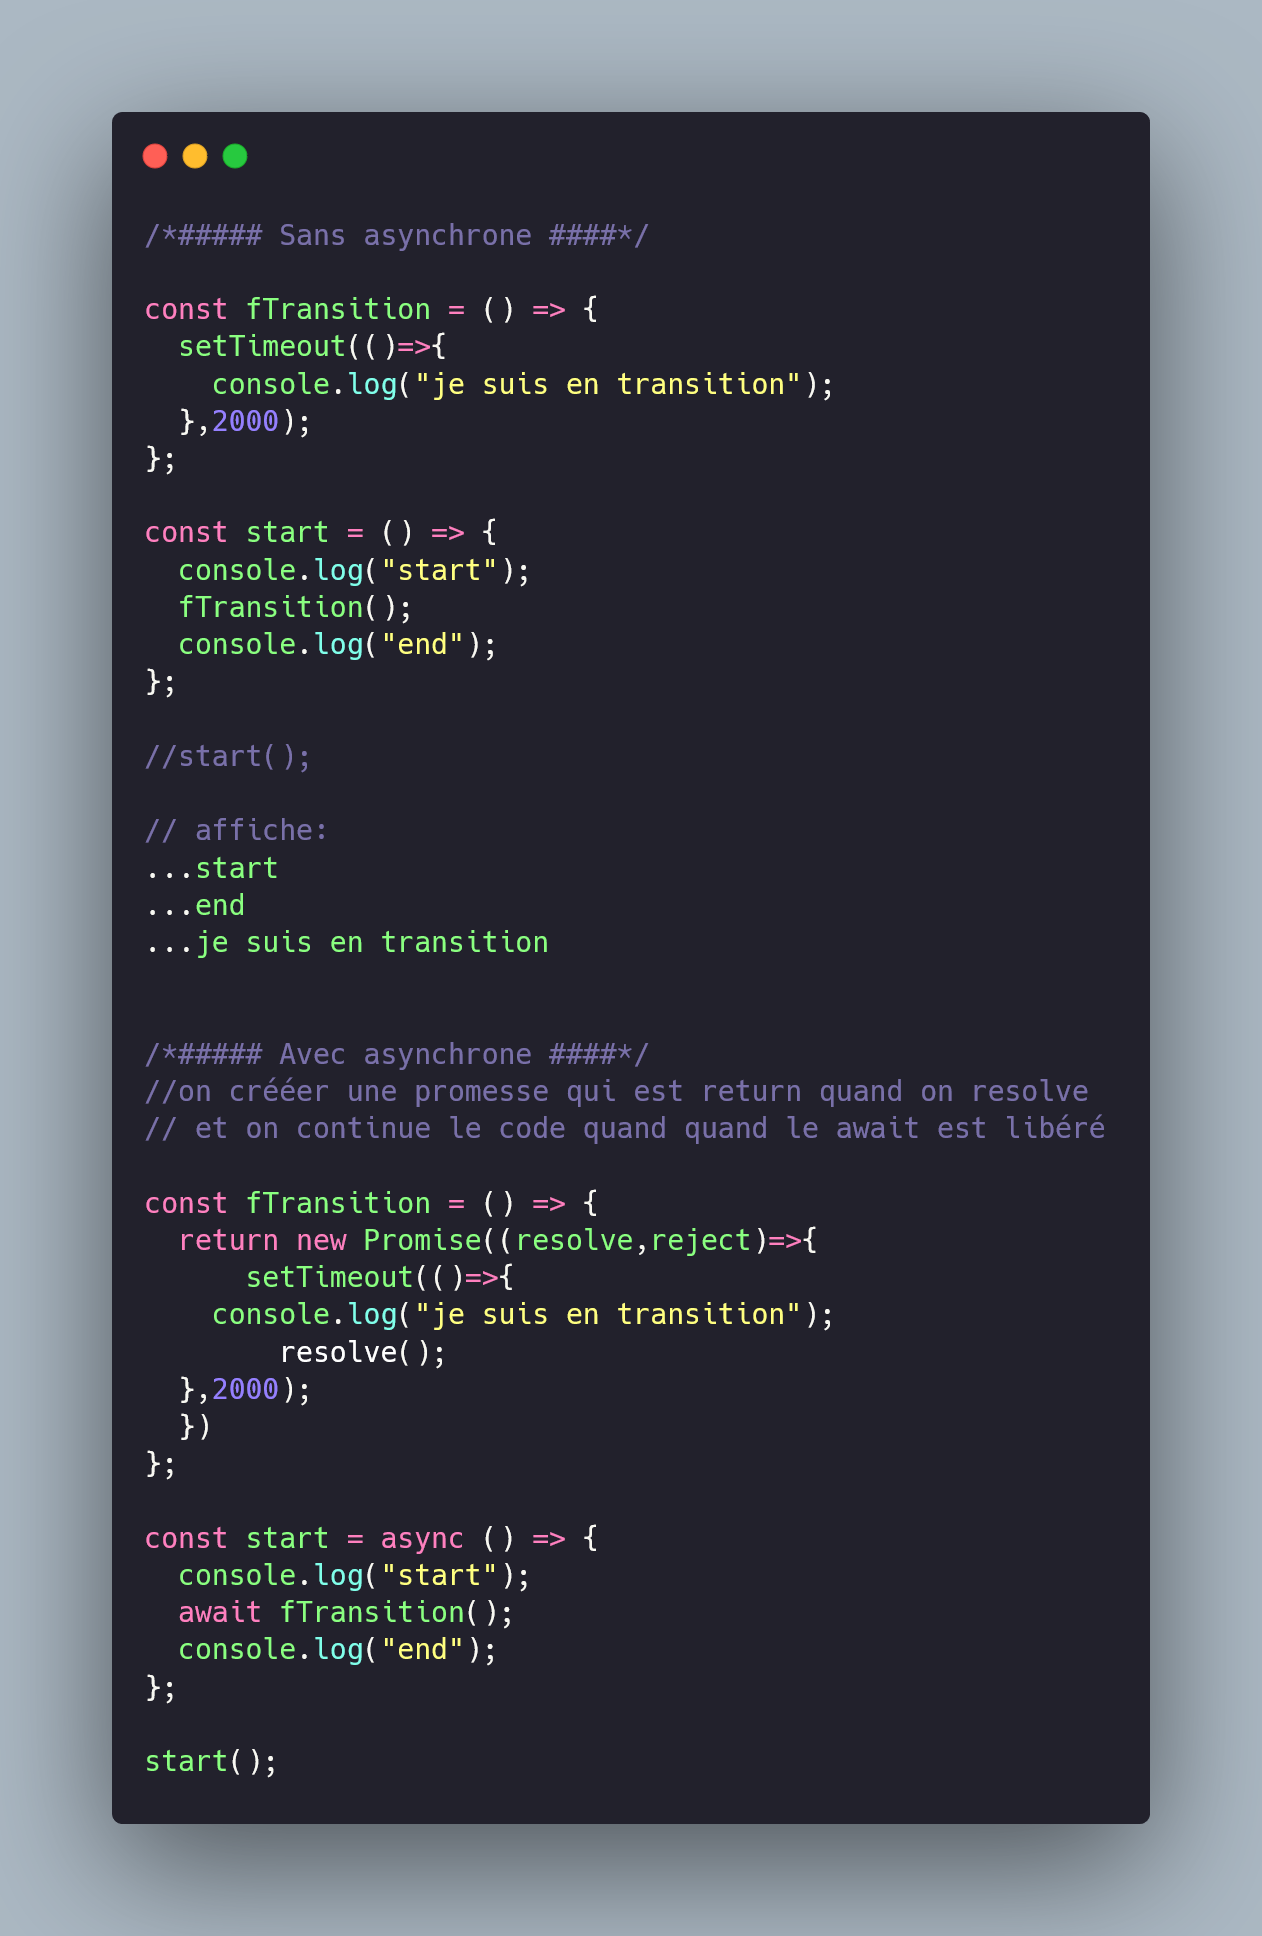 /*##### Sans asynchrone ####*/
const fTransition = () => {
setTimeout(()=>{
console.log("je suis en transition");
},2000);
};
const start = () => {
console.log("start");
fTransition();
console.log("end");
};
//start();
// affiche:
...start
...end
...je suis en transition
/*##### Avec asynchrone ####*/
//on créérer une promesse qui est return quand on resolve
// et on continue le code quand quand le await est libéré
const fTransition = () => {
return new Promise((resolve,reject)=>{
setTimeout(()=>{
console.log("je suis en transition");
resolve();
},2000);
})
};
const start = async () => {
console.log("start");
await fTransition();
console.log("end");
};
start();